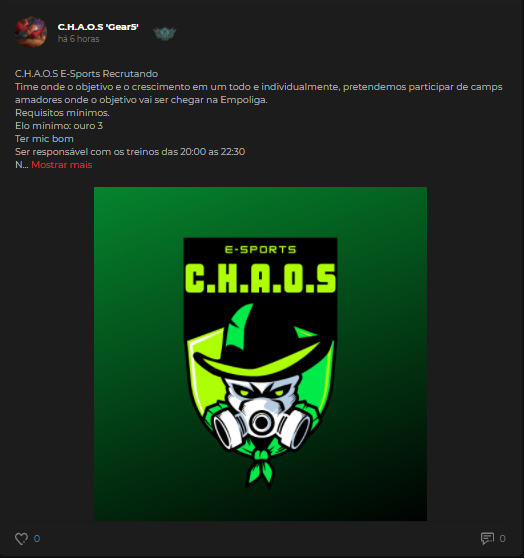 C.H.A.O.S 'Gear5'
há 6 horas
C.H.A.O.S E-Sports Recrutando
Time onde o objetivo e o crescimento em um todo e individualmente, pretendemos participar de camps
amadores onde o objetivo vai ser chegar na Empoliga.
Requisitos mínimos.
Elo mínimo: ouro 3
Ter mic bom
Ser responsável com os treinos das 20:00 as 22:30
N... Mostrar mais
E-SPORTS
C.H.A.O.S
0
0